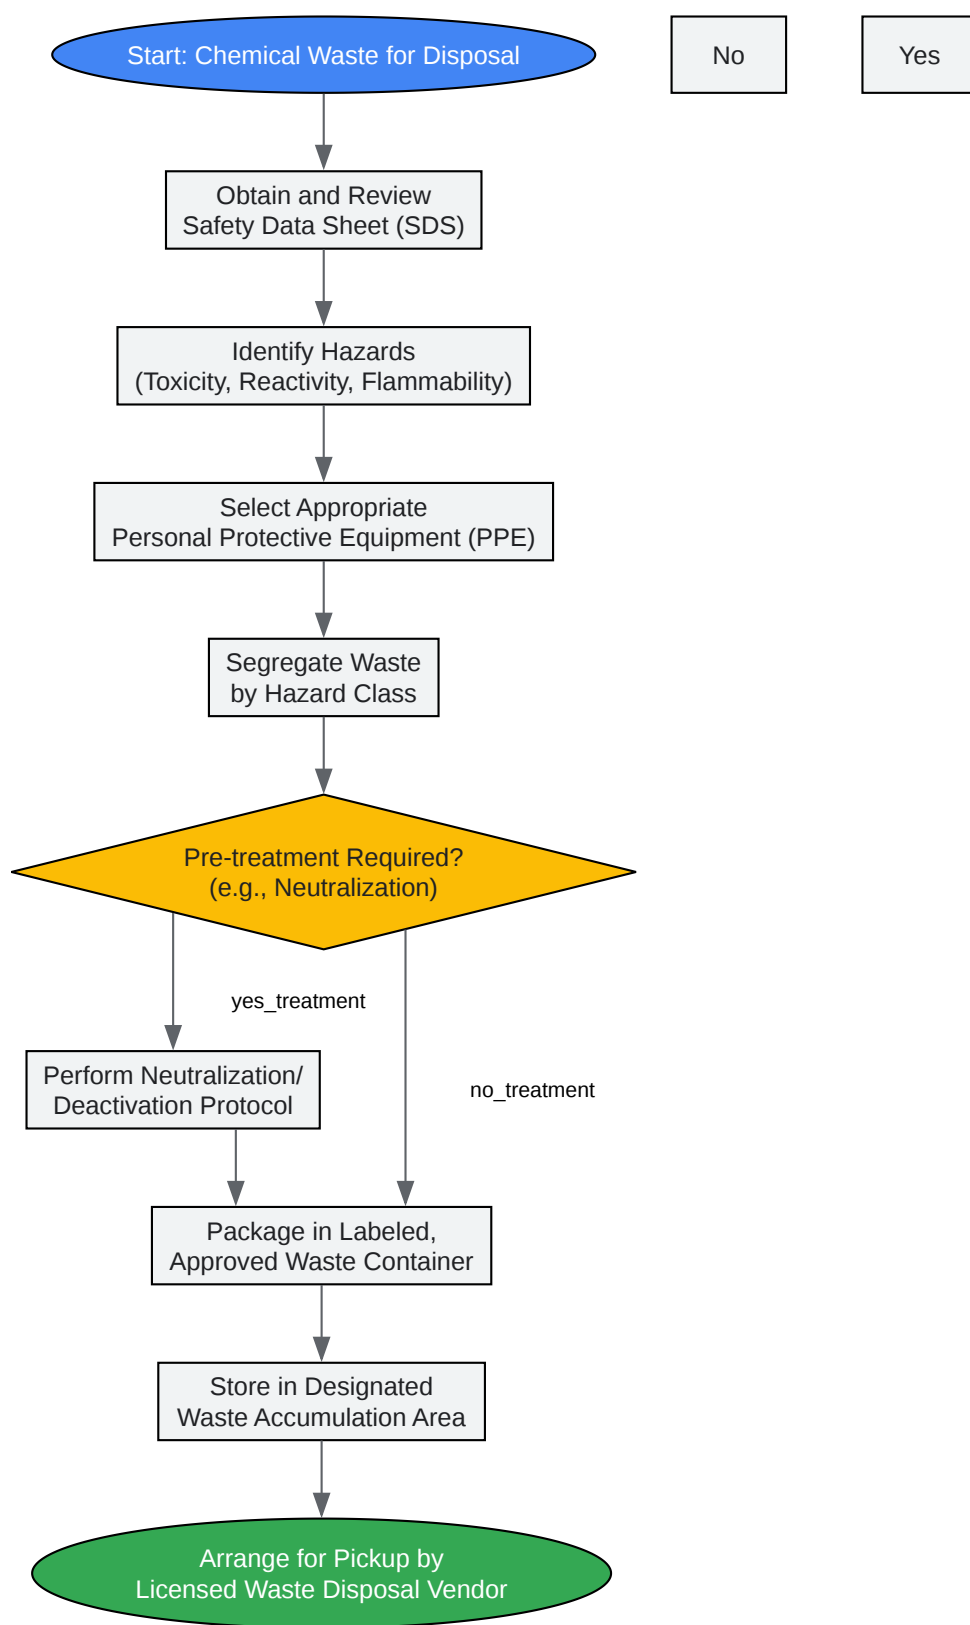 Start: Chemical Waste for Disposal
No
Yes
Obtain and Review
Safety Data Sheet (SDS)
Identify Hazards
(Toxicity, Reactivity, Flammability)
Select Appropriate
Personal Protective Equipment (PPE)
Segregate Waste
by Hazard Class
Pre-treatment Required?
(e.g., Neutralization)
yes_treatment
Perform Neutralization/
Deactivation Protocol
no_treatment
Package in Labeled,
Approved Waste Container
Store in Designated
Waste Accumulation Area
Arrange for Pickup by
Licensed Waste Disposal Vendor